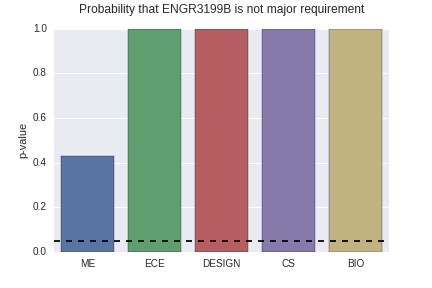 Probability that ENGR3199B is not major requirement
1.0
0.8
0.6
0.4
0.2
0.0
p-value
ME ECE DESIGN CS BIO